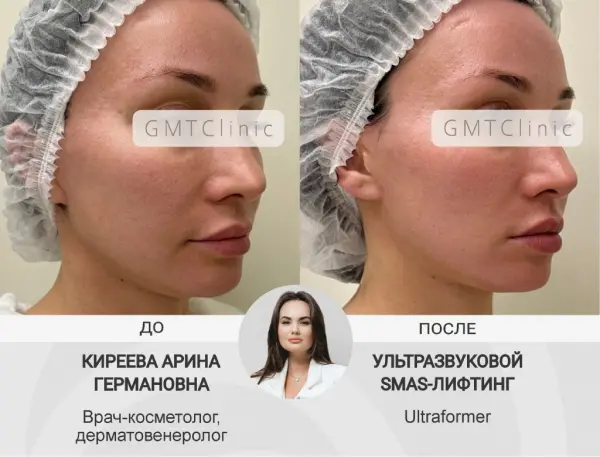 GMTClinic
GMTClinic
ДО
ПОСЛЕ
КИРЕЕВА АРИНА
ГЕРМАНОВНА
Врач-косметолог,
дерматовенеролог
УЛЬТРАЗВУКОВОЙ
SMAS-ЛИФТИНГ
Ultraformer